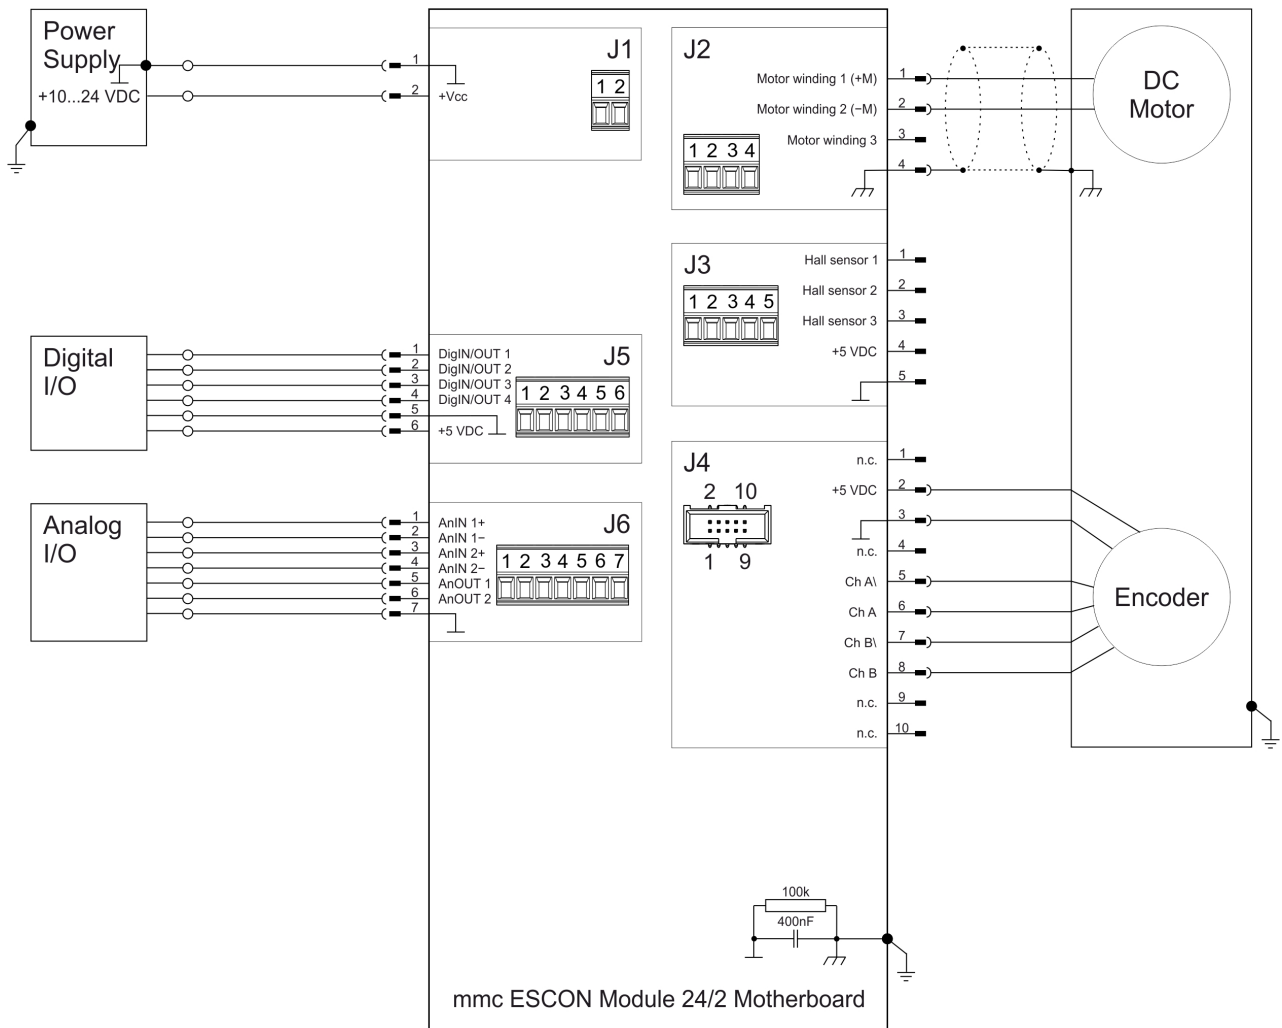 Power
Supply
+10...24 VDC
1
2
+Vcc
J1
1 2
J2
1 2 3 4
Motor winding 1 (+M) 1
Motor winding 2 (−M) 2
Motor winding 3 3
4
DC
Motor
J3
1 2 3 4 5
Hall sensor 1 1
Hall sensor 2 2
Hall sensor 3 3
+5 VDC 4
5
Digital
I/O
1 DigIN/OUT 1
2 DigIN/OUT 2
3 DigIN/OUT 3
4 DigIN/OUT 4
5
6 +5 VDC
J5
1 2 3 4 5 6
J4
2 10
1 9
n.c. 1
+5 VDC 2
3
n.c. 4
Ch A\ 5
Ch A 6
Ch B\ 7
Ch B 8
n.c. 9
n.c. 10
Encoder
Analog
I/O
1 AnIN 1+
2 AnIN 1−
3 AnIN 2+
4 AnIN 2−
5 AnOUT 1
6 AnOUT 2
7
J6
1 2 3 4 5 6 7
100k
400nF
mmc ESCON Module 24/2 Motherboard